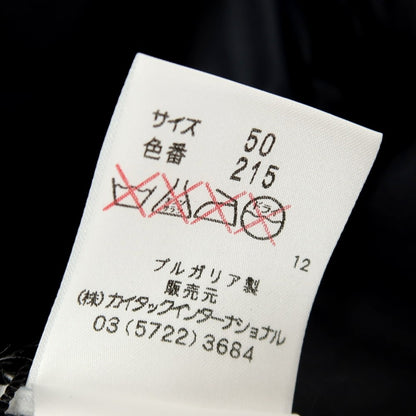 サイズ 50
色番 215
12
ブルガリア製
販売元
(株)カイタックインターナショナル
03(5722)3684